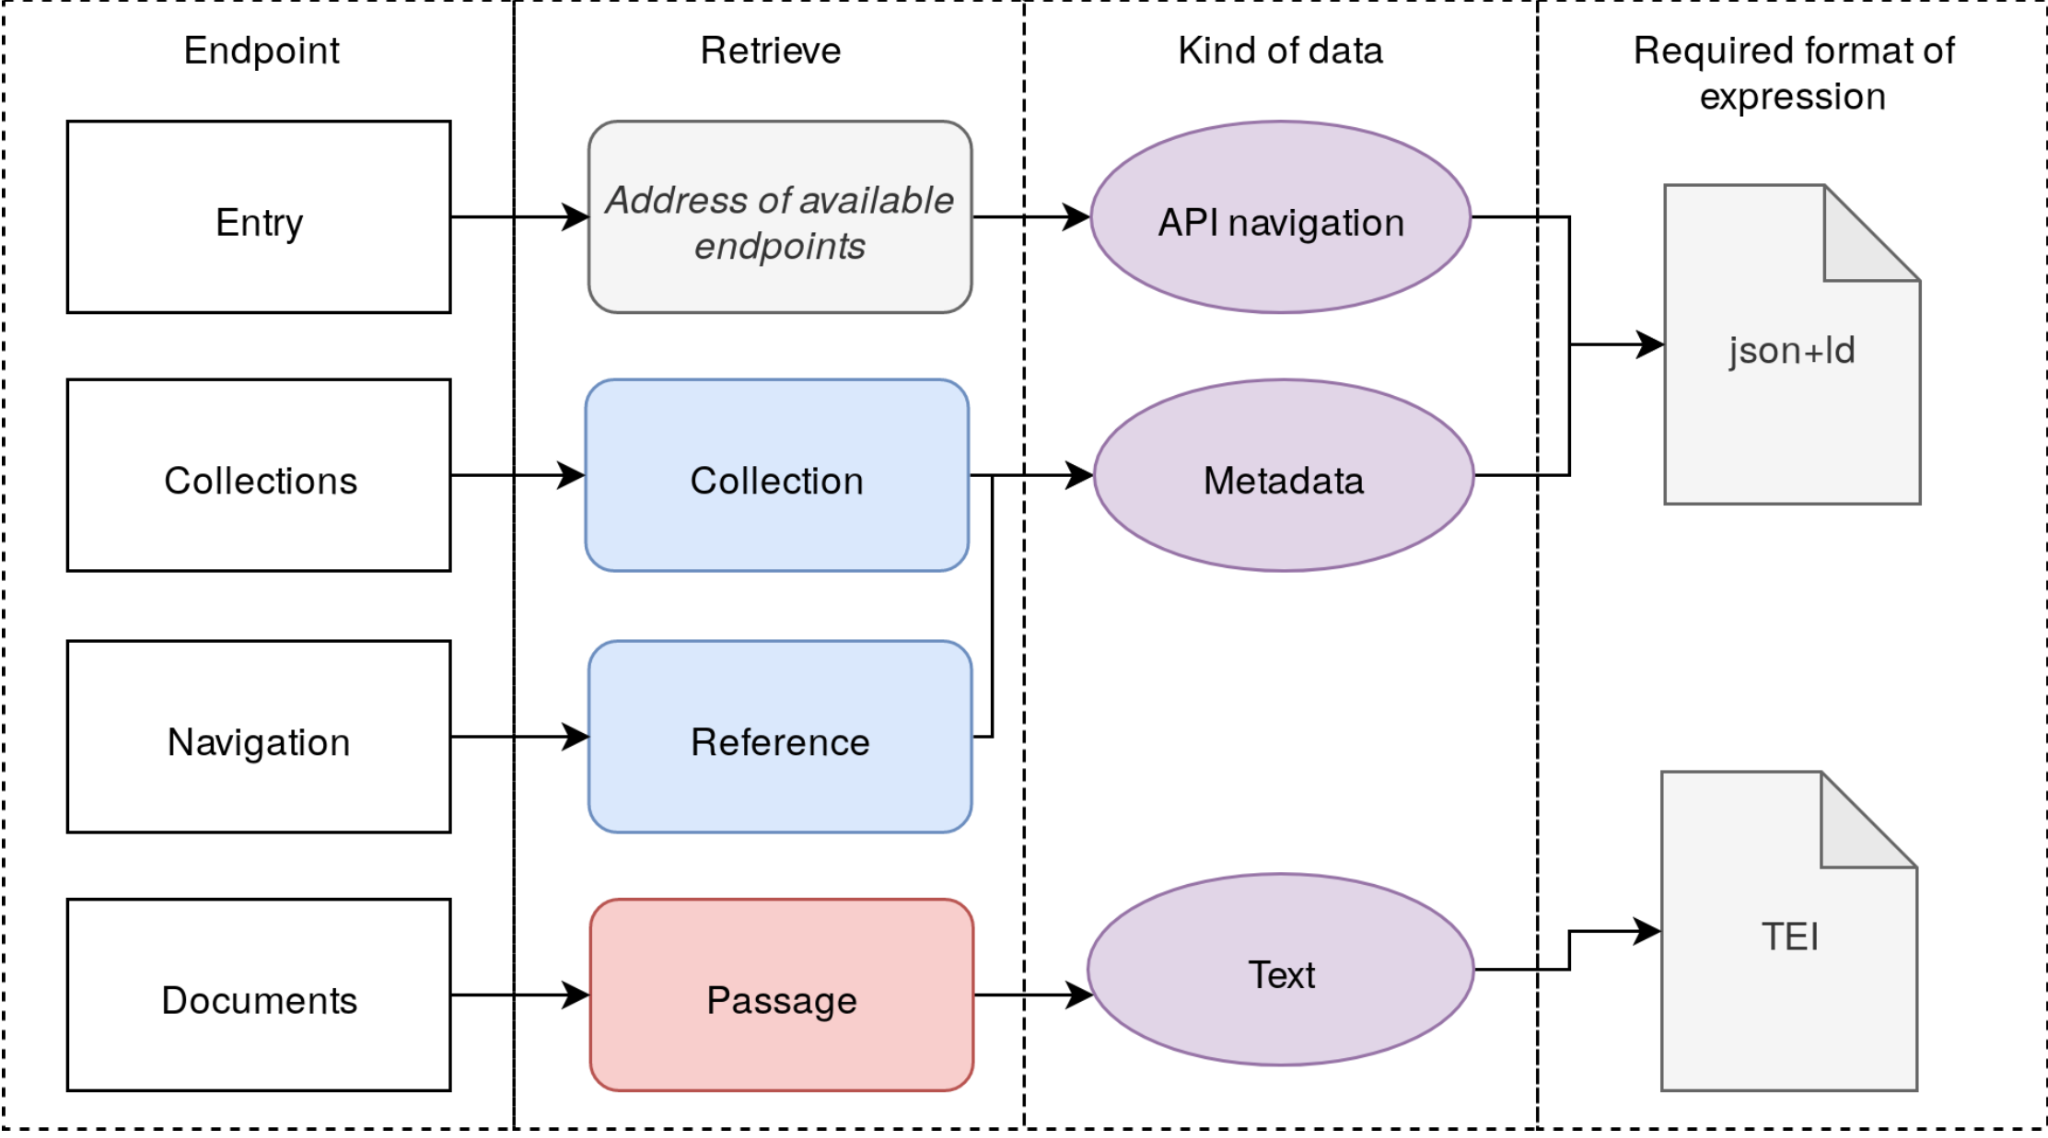 Endpoint
Retrieve
Kind of data
Required format of
expression
Entry
Address of available
endpoints
API navigation
json+ld
Collections
Collection
Metadata
Navigation
Reference
Documents
Passage
Text
TEI